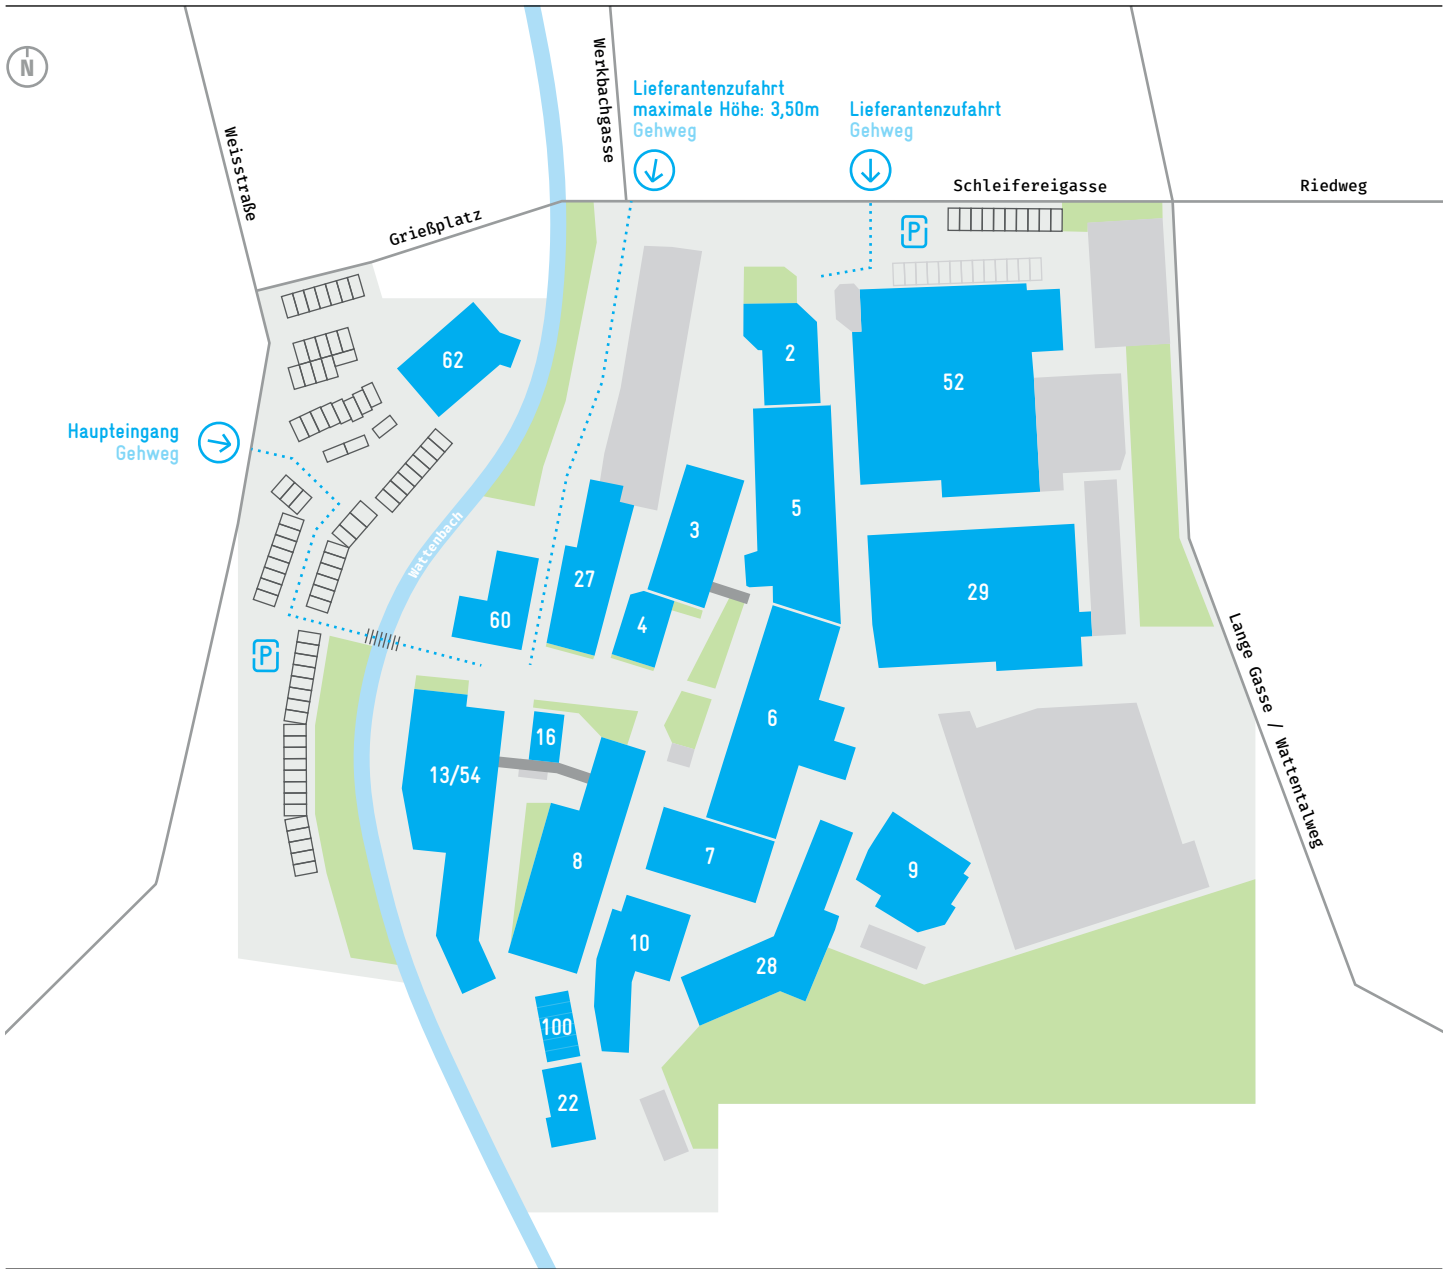 N
Werkbachgasse
Lieferantenzufahrt
maximale Höhe: 3,50m
Gehweg
Lieferantenzufahrt
Gehweg
Weisstraße
Schleifereigasse
Riedweg
Grießplatz
P
62
2
52
Haupteingang
Gehweg
3
5
Wattenbach
27
29
60
4
P
Lange Gasse / Wattentalweg
6
16
13/54
8
7
9
10
28
100
22